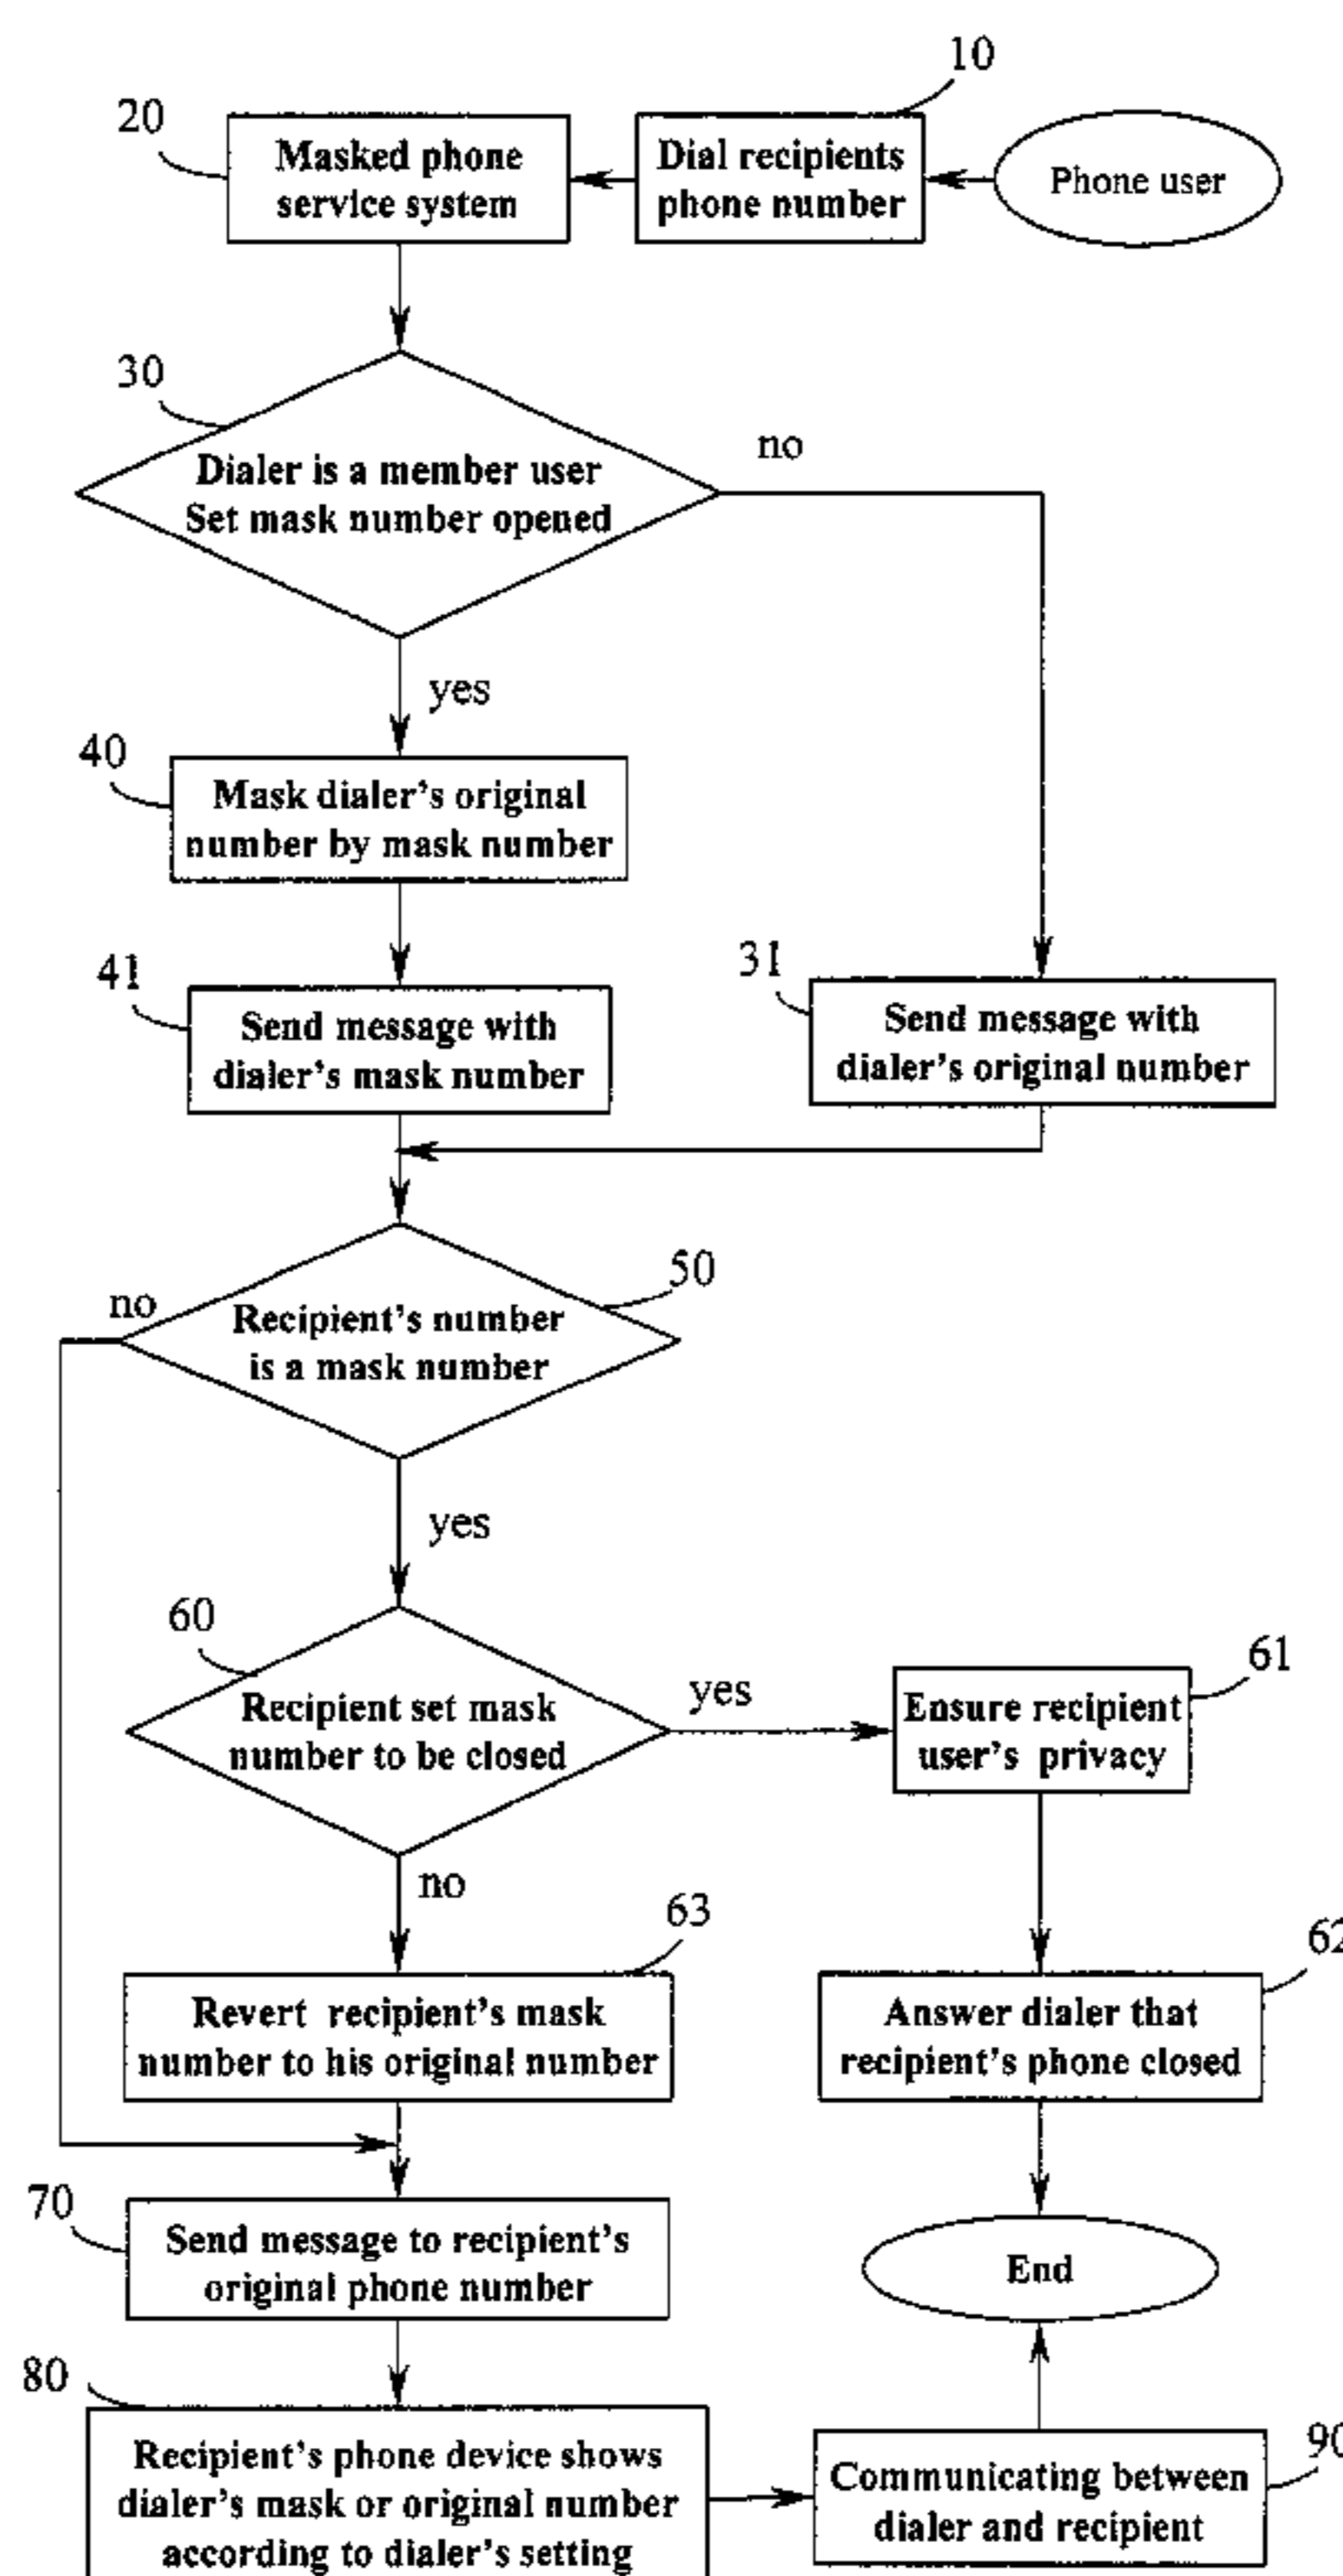 10
20
Masked phone
service system
Dial recipients
phone number
Phone user
30
Dialer is a member user
Set mask number opened
no
yes
40
Mask dialer's original
number by mask number
41
Send message with
dialer's mask number
31
Send message with
dialer's original number
50
no
Recipient's number
is a mask number
yes
60
Recipient set mask
number to be closed
yes
61
Ensure recipient
user's privacy
no
63
Revert recipient's mask
number to his original number
62
Answer dialer that
recipient's phone closed
70
Send message to recipient's
original phone number
End
80
Recipient's phone device shows
dialer's mask or original number
according to dialer's setting
90
Communicating between
dialer and recipient